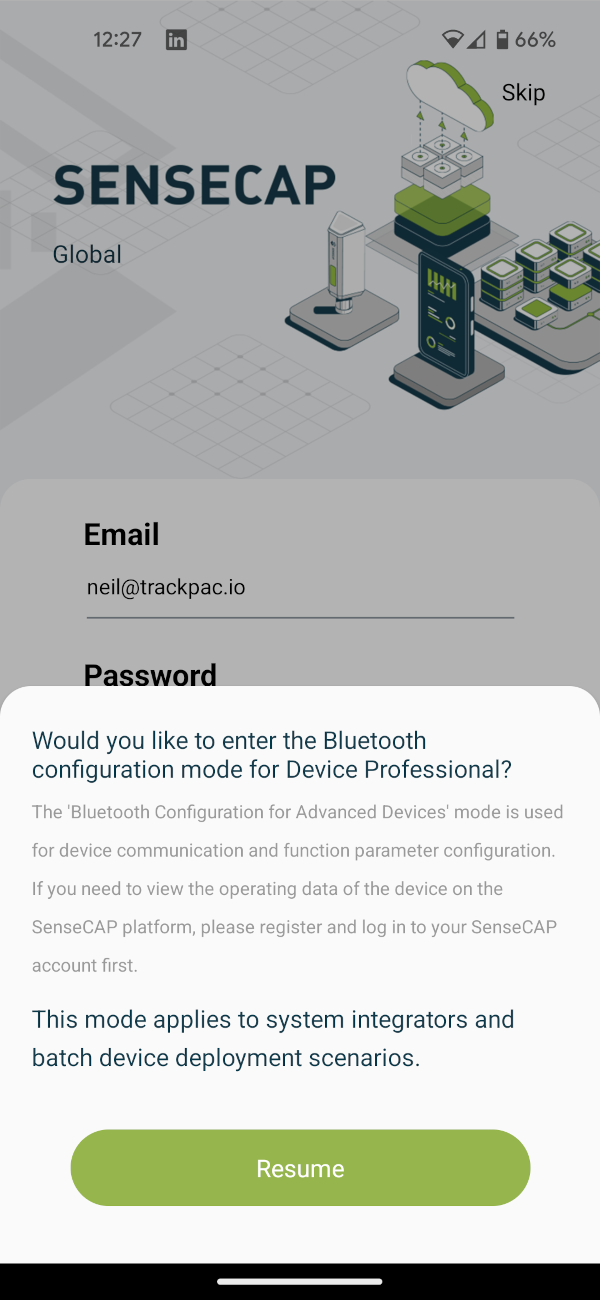 12:27
66%
Skip
SENSECAP
Global
Email
neil@trackpac.io
Password
Would you like to enter the Bluetooth
configuration mode for Device Professional?
The 'Bluetooth Configuration for Advanced Devices' mode is used
for device communication and function parameter configuration.
If you need to view the operating data of the device on the
SenseCAP platform, please register and log in to your SenseCAP
account first.
This mode applies to system integrators and
batch device deployment scenarios.
Resume